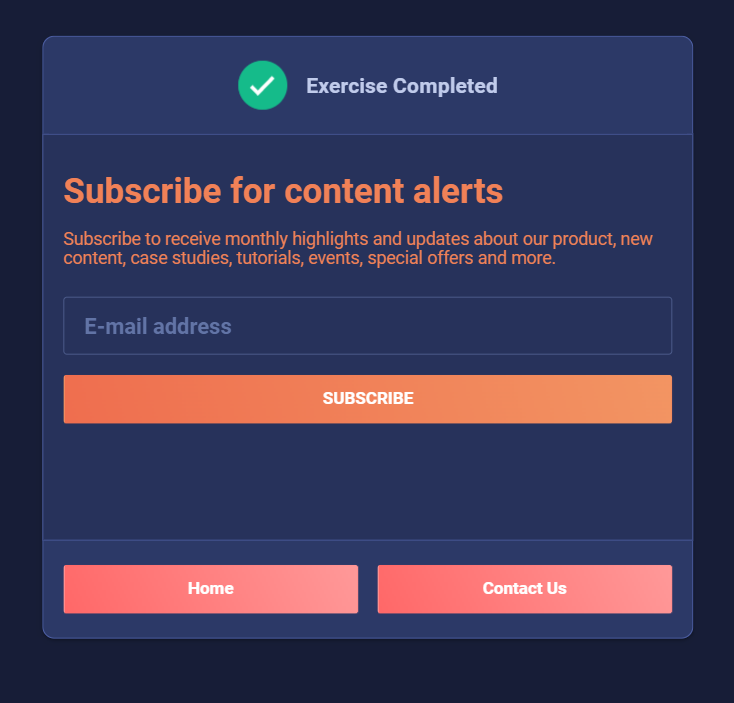 Exercise Completed
Subscribe for content alerts
Subscribe to receive monthly highlights and updates about our product, new
content, case studies, tutorials, events, special offers and more.
E-mail address
SUBSCRIBE
Home
Contact Us